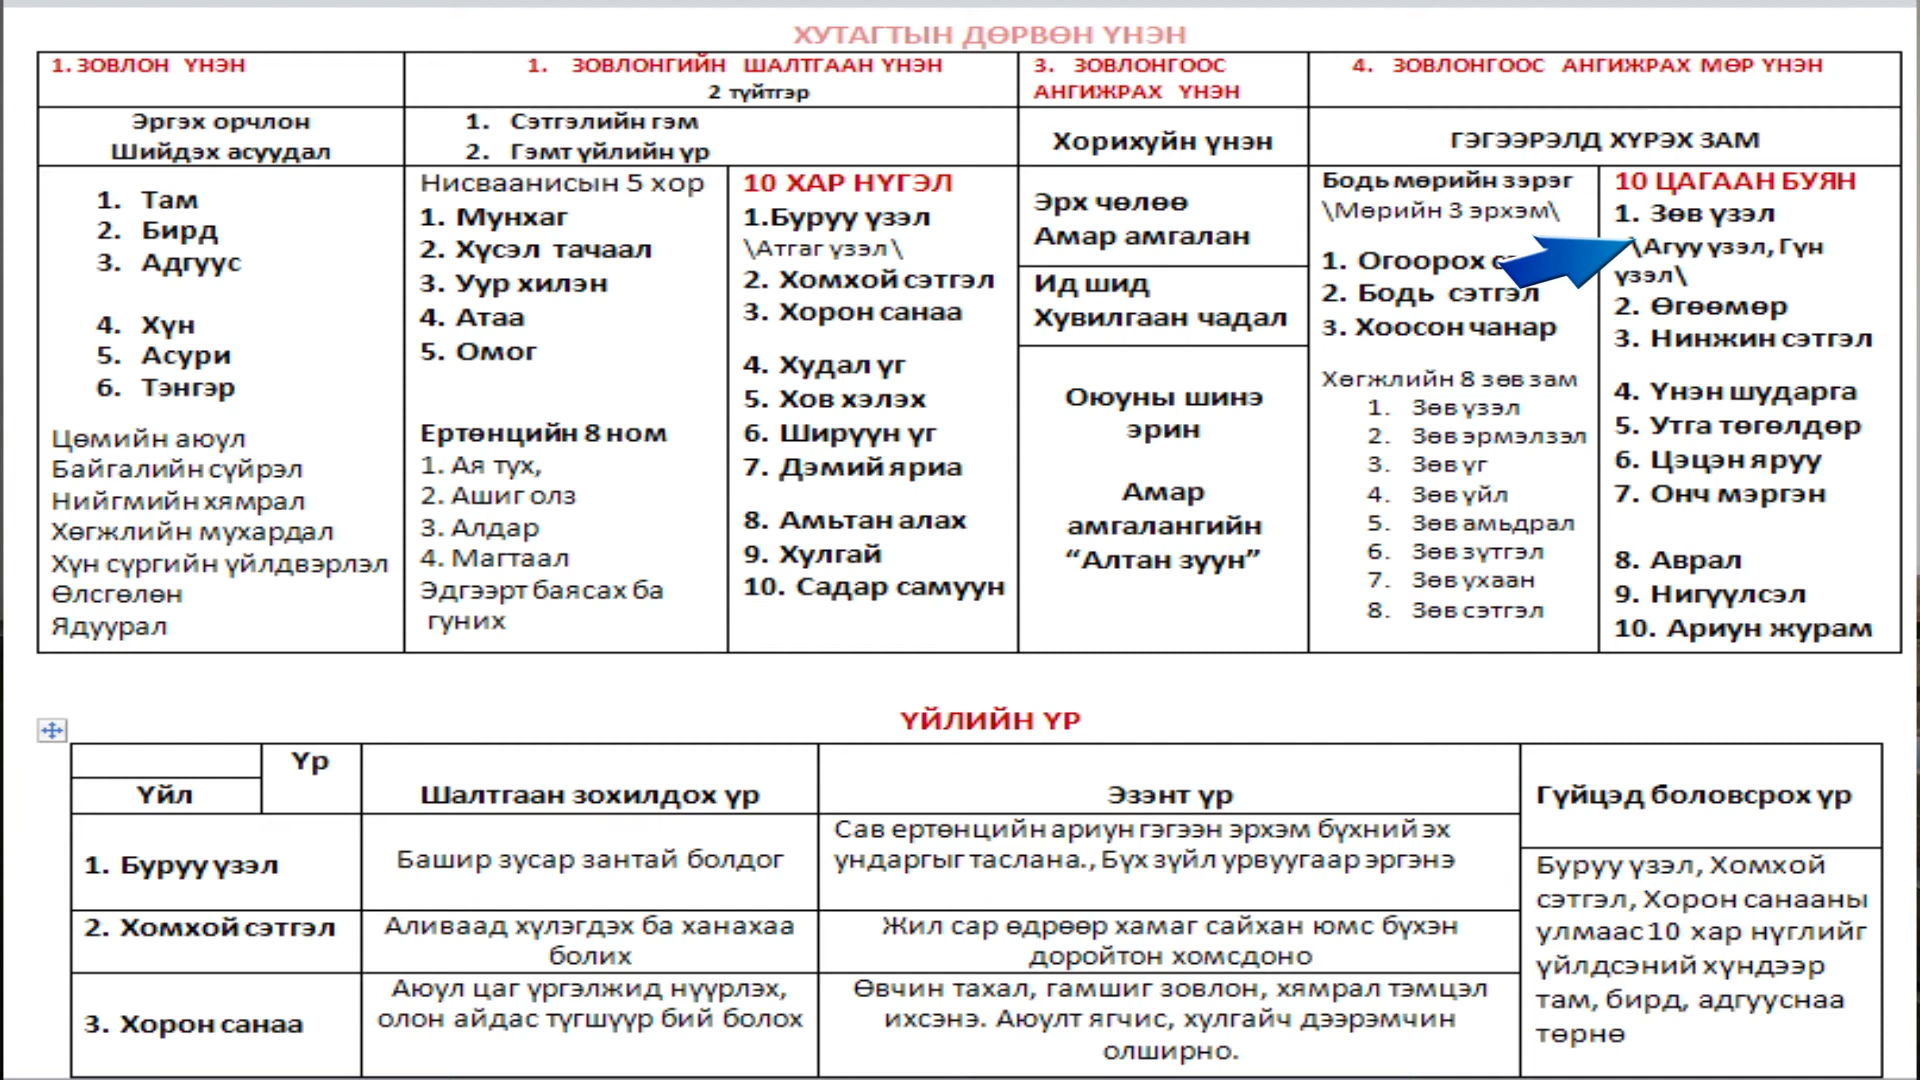 ХУТАГТЫН ДӨРВӨН ҮНЭН
1. ЗОВЛОН ҮНЭН
1. ЗОВЛОНГИЙН ШАЛТГААН ҮНЭН
2 түйтгэр
3. ЗОВЛОНГООС
АНГИЖРАХ ҮНЭН
4. ЗОВЛОНГООС АНГИЖРАХ МӨР ҮНЭН
Эргэх орчлон
Шийдэх асуудал
1. Сэтгэлийн гэм
2. Гэмт үйлийн үр
Хорихуйн үнэн
ГЭГЭЭРЭЛД ХҮРЭХ ЗАМ
1. Там
2. Бирд
3. Адгуус
4. Хүн
5. Асури
6. Тэнгэр
Цөмийн аюул
Байгалийн сүйрэл
Нийгмийн хямрал
Хөгжлийн мухардал
Хүн сүргийн үйлдвэрлэл
Өлсгөлөн
Ядуурал
Нисваанисын 5 хор
1. Мунхаг
2. Хүсэл тачаал
3. Уур хилэн
4. Атаа
5. Омог
Ертөнцийн 8 ном
1. Ая тух,
2. Ашиг олз
3. Алдар
4. Магтаал
Эдгээрт баясах ба
гуних
10 ХАР НҮГЭЛ
1.Буруу үзэл
\Атгаг үзэл\
2. Хомхой сэтгэл
3. Хорон санаа
4. Худал үг
5. Хов хэлэх
6. Ширүүн үг
7. Дэмий яриа
8. Амьтан алах
9. Хулгай
10. Садар самуун
Эрх чөлөө
Амар амгалан
Ид шид
Хувилгаан чадал
Оюуны шинэ
эрин
Амар
амгалангийн
“Алтан зуун”
Бодь мөрийн зэрэг
\Мөрийн 3 эрхэм\
1. Огоорох
2. Бодь сэтгэл
3. Хоосон чанар
Хөгжлийн 8 зөв зам
1. Зөв үзэл
2. Зөв эрмэлзэл
3. Зөв үг
4. Зөв үйл
5. Зөв амьдрал
6. Зөв зүтгэл
7. Зөв ухаан
8. Зөв сэтгэл
10 ЦАГААН БУЯН
1. Зөв үзэл
\Агуу үзэл, Гүн
үзэл\
2. Өгөөмөр
3. Нинжин сэтгэл
4. Үнэн шударга
5. Утга төгөлдөр
6. Цэцэн яруу
7. Онч мэргэн
8. Аврал
9. Нигүүлсэл
10. Ариун журам
ҮЙЛИЙН ҮР
Үр
Үйл
Шалтгаан зохилдох үр
Эзэнт үр
Гүйцэд боловсрох үр
1. Буруу үзэл
Башир зусар зантай болдог
Сав ертөнцийн ариун гэгээн эрхэм бүхний эх
ундаргыг таслана., Бүх зүйл урвуугаар эргэнэ
2. Хомхой сэтгэл
Аливаад хүлэгдэх ба ханахаа
болих
Жил сар өдрөөр хамаг сайхан юмс бүхэн
доройтон хомсдоно
3. Хорон санаа
Аюул цаг үргэлжид нүүрлэх,
олон айдас түгшүүр бий болох
Өвчин тахал, гамшиг зовлон, хямрал тэмцэл
ихсэнэ. Аюулт ягчис, хулгайч дээрэмчин
олширно.
Буруу үзэл, Хомхой
сэтгэл, Хорон санааны
улмаас 10 хар нүглийг
үйлдсэний хүндээр
там, бирд, адгууснаа
төрнө